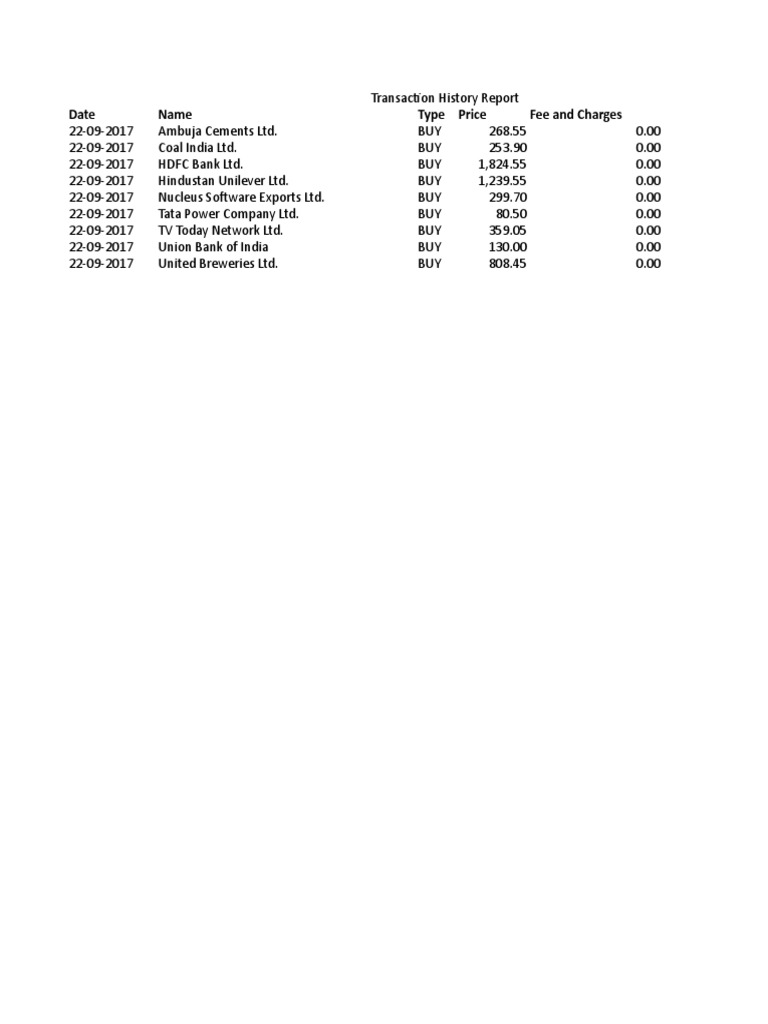 Transaction History Report
Date Name Type Price Fee and Charges
22-09-2017 Ambuja Cements Ltd. BUY 268.55 0.00
22-09-2017 Coal India Ltd. BUY 253.90 0.00
22-09-2017 HDFC Bank Ltd. BUY 1,824.55 0.00
22-09-2017 Hindustan Unilever Ltd. BUY 1,239.55 0.00
22-09-2017 Nucleus Software Exports Ltd. BUY 299.70 0.00
22-09-2017 Tata Power Company Ltd. BUY 80.50 0.00
22-09-2017 TV Today Network Ltd. BUY 359.05 0.00
22-09-2017 Union Bank of India BUY 130.00 0.00
22-09-2017 United Breweries Ltd. BUY 808.45 0.00